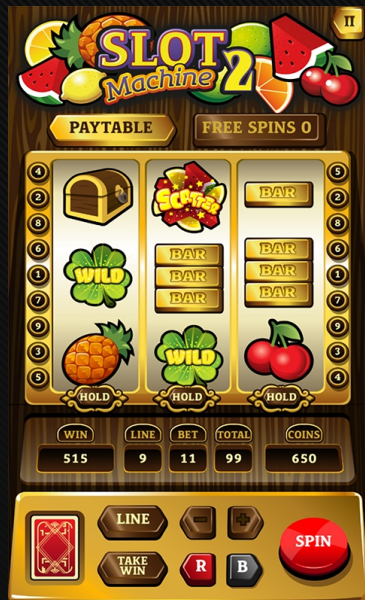 SLOT
Machine 2
PAYTABLE FREE SPINS 0
4 5
2 SCATTER BAR 2
8 8
6 BAR BAR 6
1 WILD BAR BAR 1
7 BAR BAR 7
9 9
3 WILD 3
5 4
HOLD HOLD HOLD
WIN LINE BET TOTAL COINS
515 9 11 99 650
LINE - +
SPIN
TAKE WIN R B